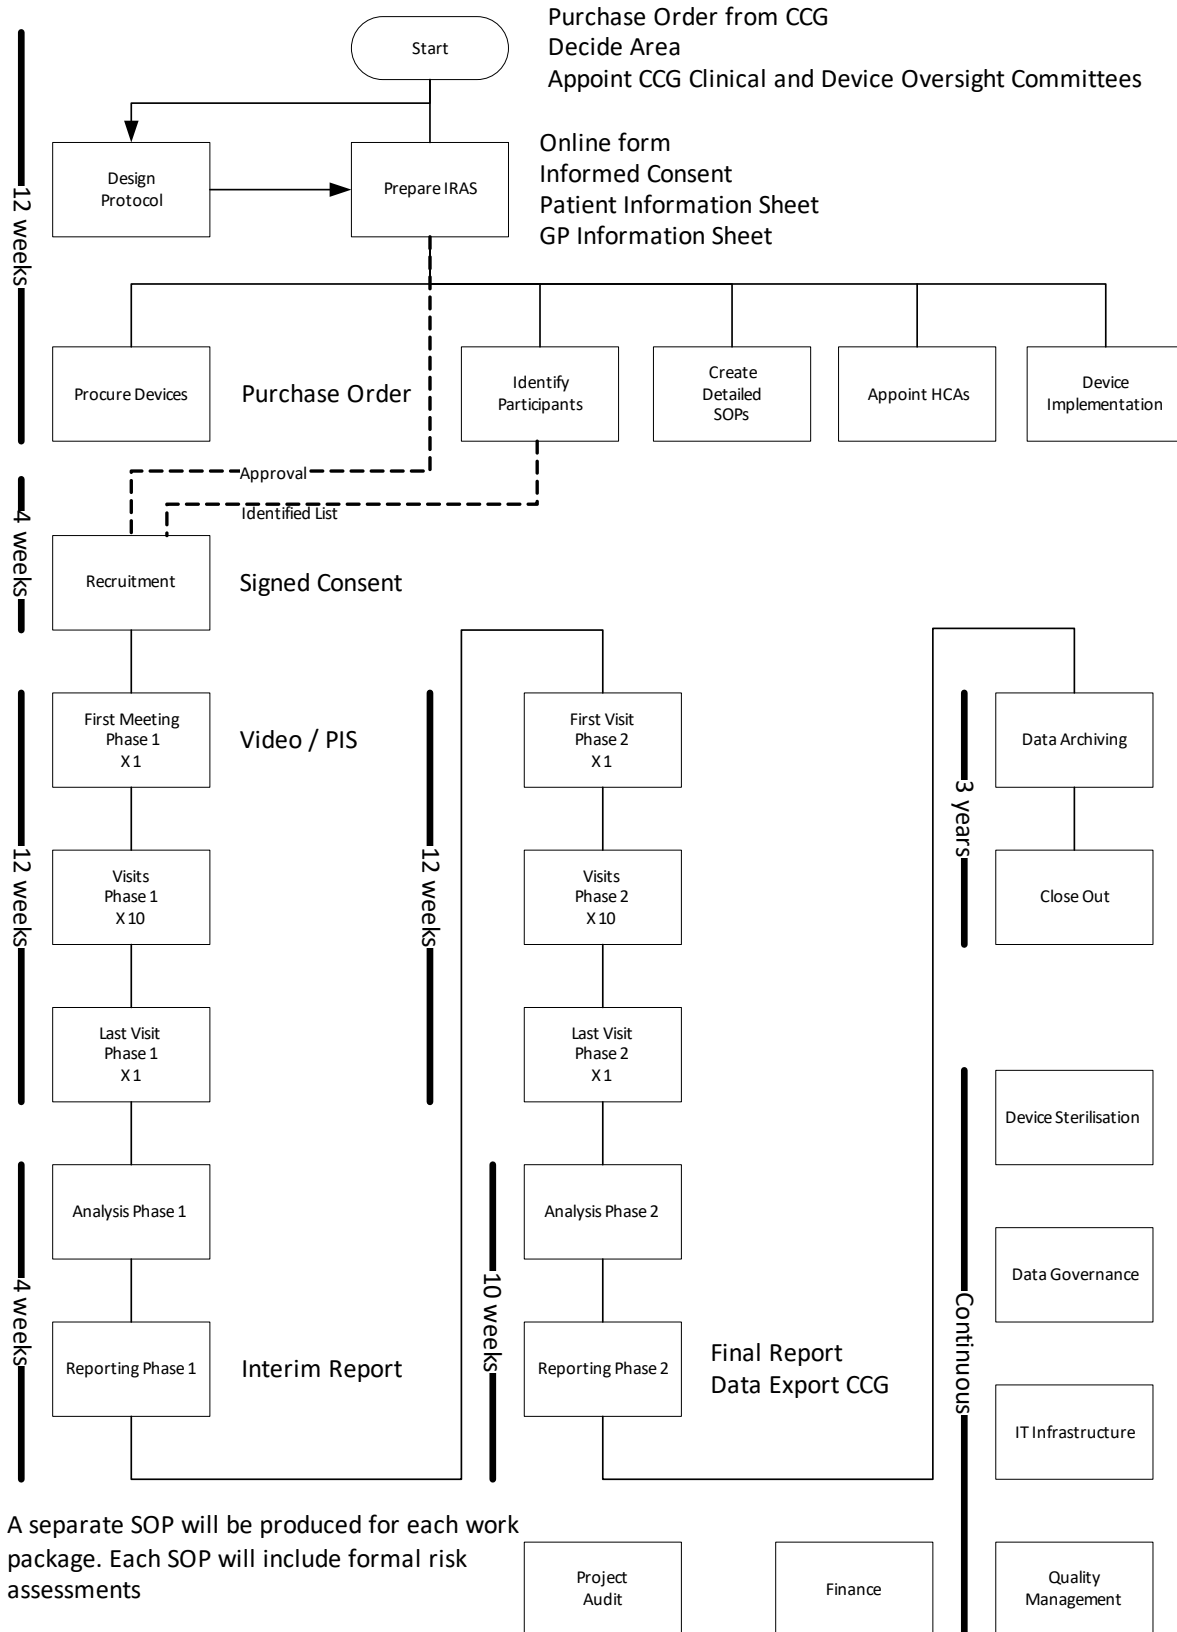 Purchase Order from CCG
Start
Decide Area
Appoint CCG Clinical and Device Oversight Committees
12 weeks
Design
Protocol
Prepare IRAS
Online form
Informed Consent
Patient Information Sheet
GP Information Sheet
Procure Devices
Purchase Order
Identify
Participants
Create
Detailed
SOPs
Appoint HCAs
Device
Implementation
Approval
Identified List
4 weeks
Recruitment
Signed Consent
12 weeks
First Meeting
Phase 1
X 1
Video / PIS
Visits
Phase 1
X 10
Last Visit
Phase 1
X 1
4 weeks
Analysis Phase 1
Reporting Phase 1
Interim Report
12 weeks
First Visit
Phase 2
X 1
Visits
Phase 2
X 10
Last Visit
Phase 2
X 1
10 weeks
Analysis Phase 2
Reporting Phase 2
Final Report
Data Export CCG
3 years
Data Archiving
Close Out
Continuous
Device Sterilisation
Data Governance
IT Infrastructure
A separate SOP will be produced for each work
package. Each SOP will include formal risk
assessments
Project
Audit
Finance
Quality
Management